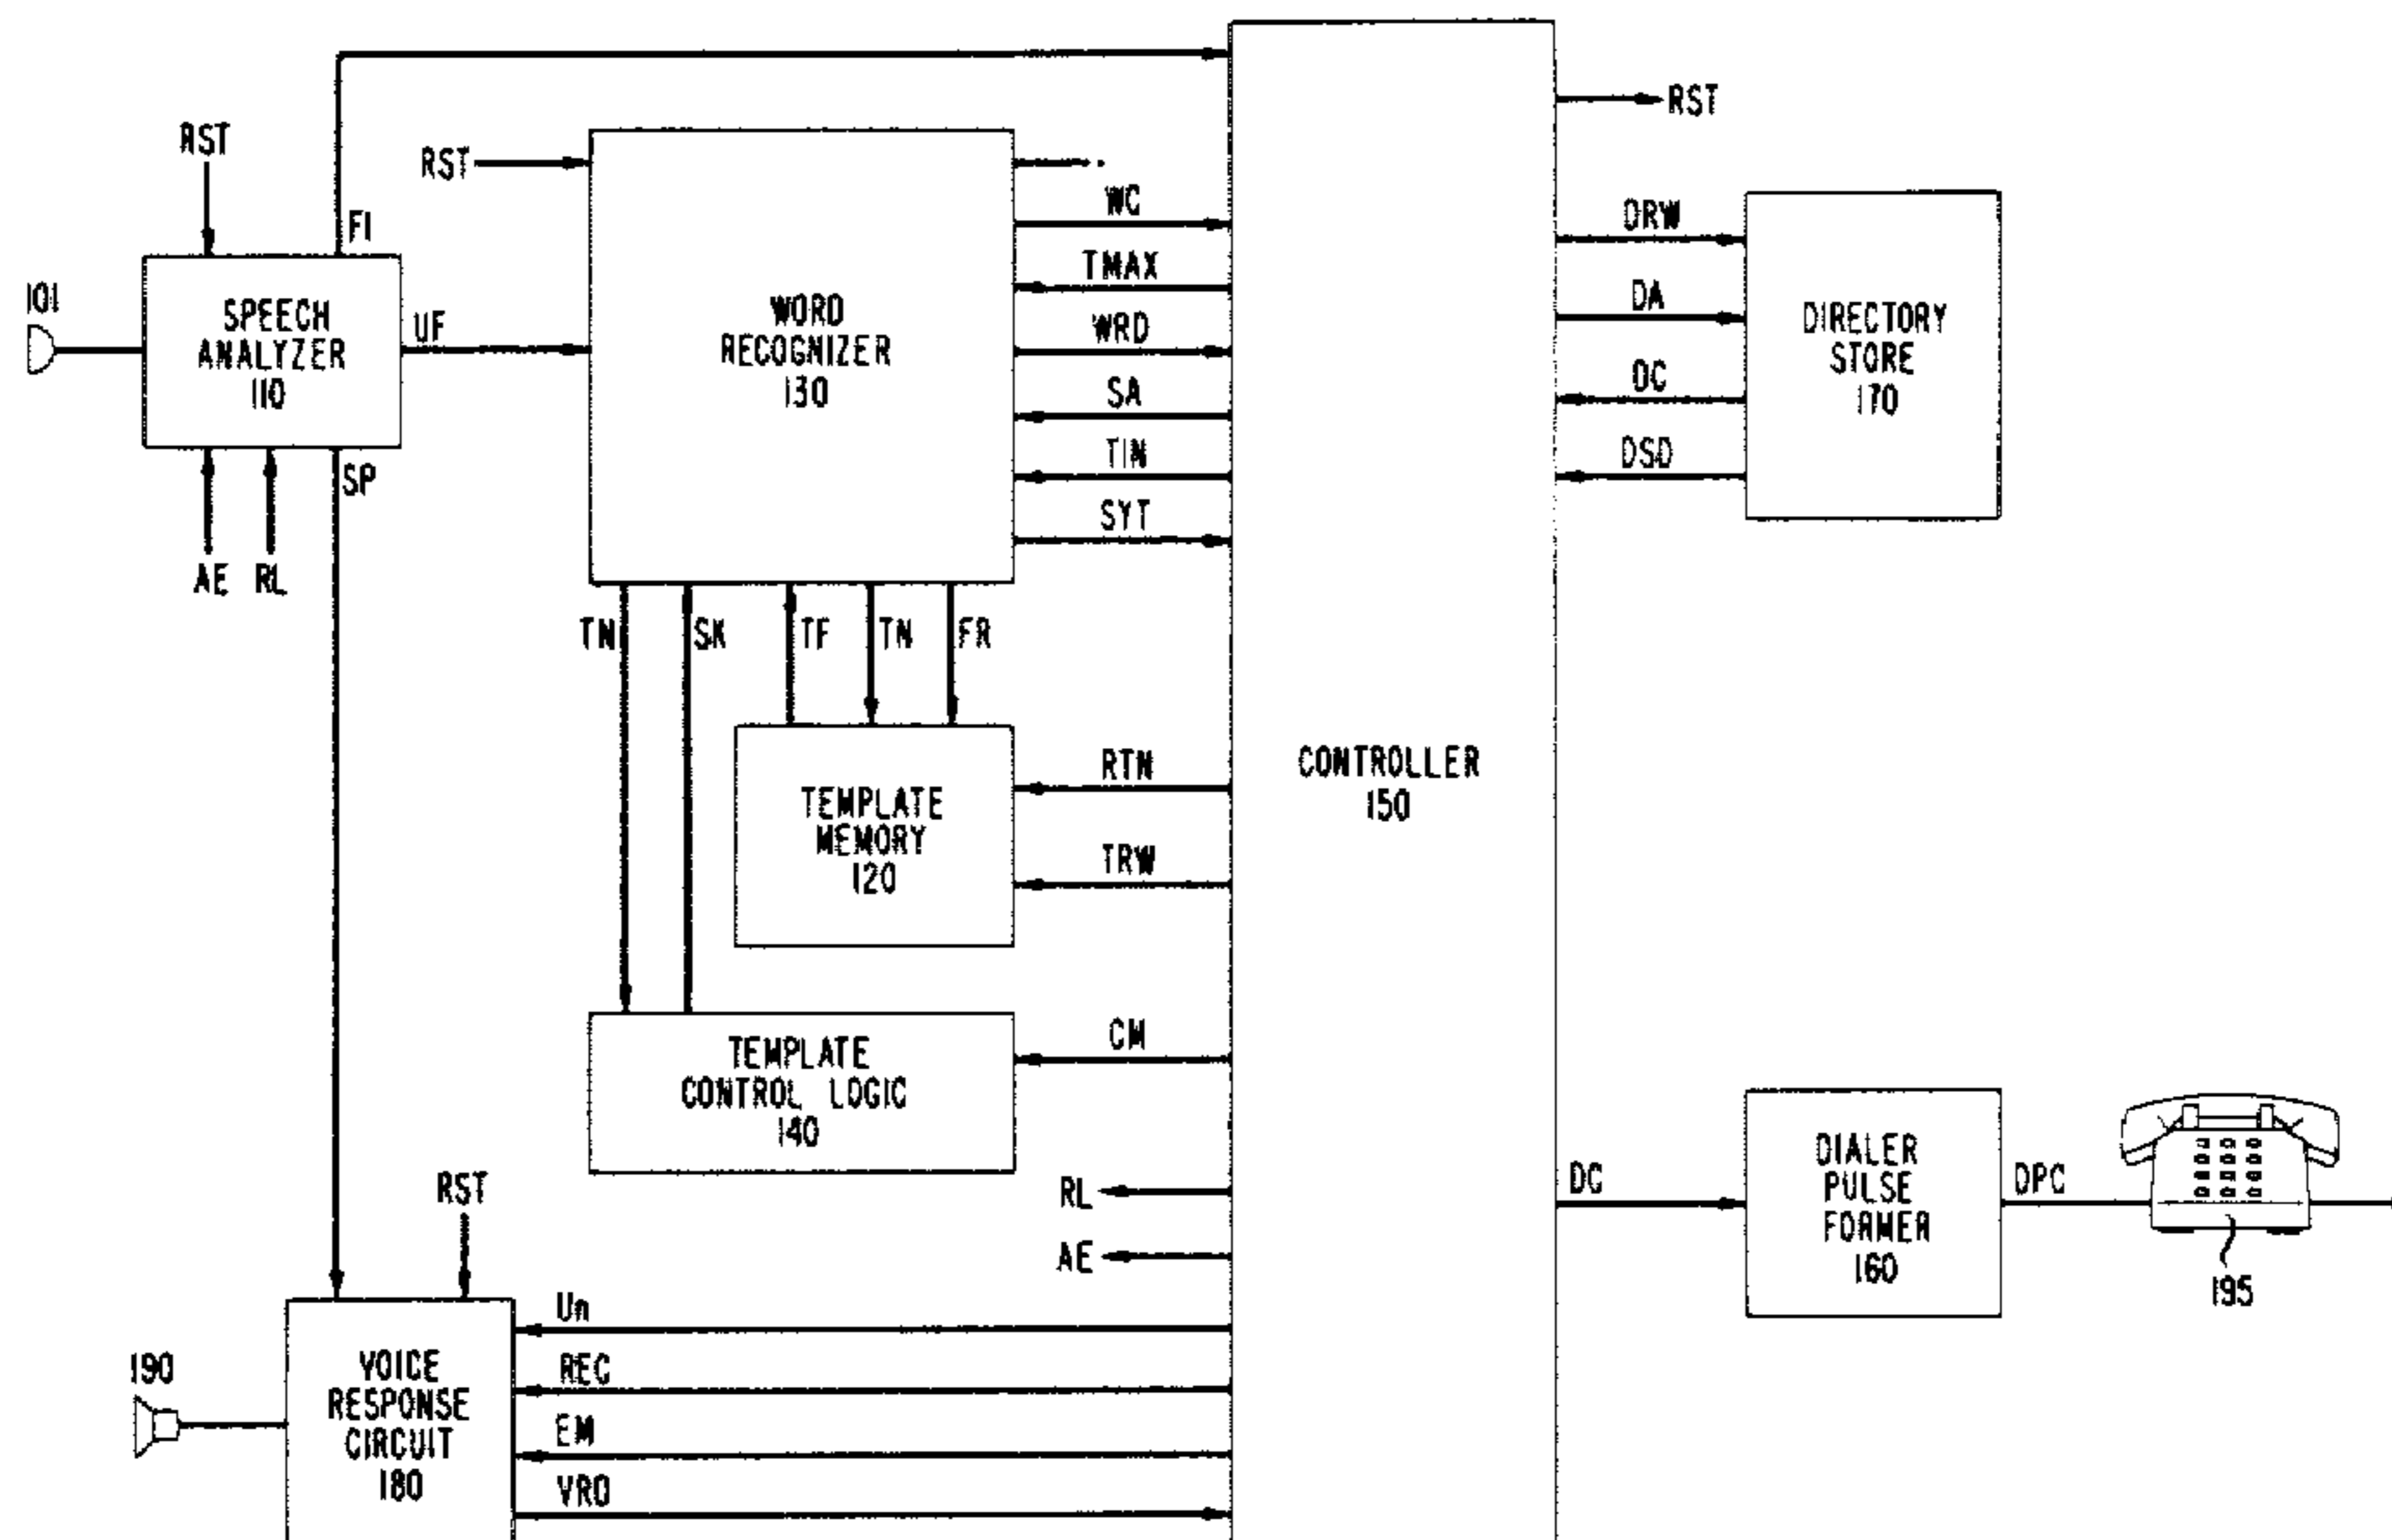 RST
RST
RST
FI
WC
DRW
101
SPEECH
ANALYZER
110
UF
WORD
RECOGNIZER
130
TMAX
WRD
SA
TIN
SYT
DA
DC
DSD
DIRECTORY
STORE
170
SP
AE
RL
TN
SK
TF
TN
FR
RTN
TEMPLATE
MEMORY
120
TRW
CONTROLLER
150
TEMPLATE
CONTROL LOGIC
140
CM
RST
RL
AE
DC
DIALER
PULSE
FORMER
160
DPC
195
190
VOICE
RESPONSE
CIRCUIT
180
Un
REC
EM
VRO